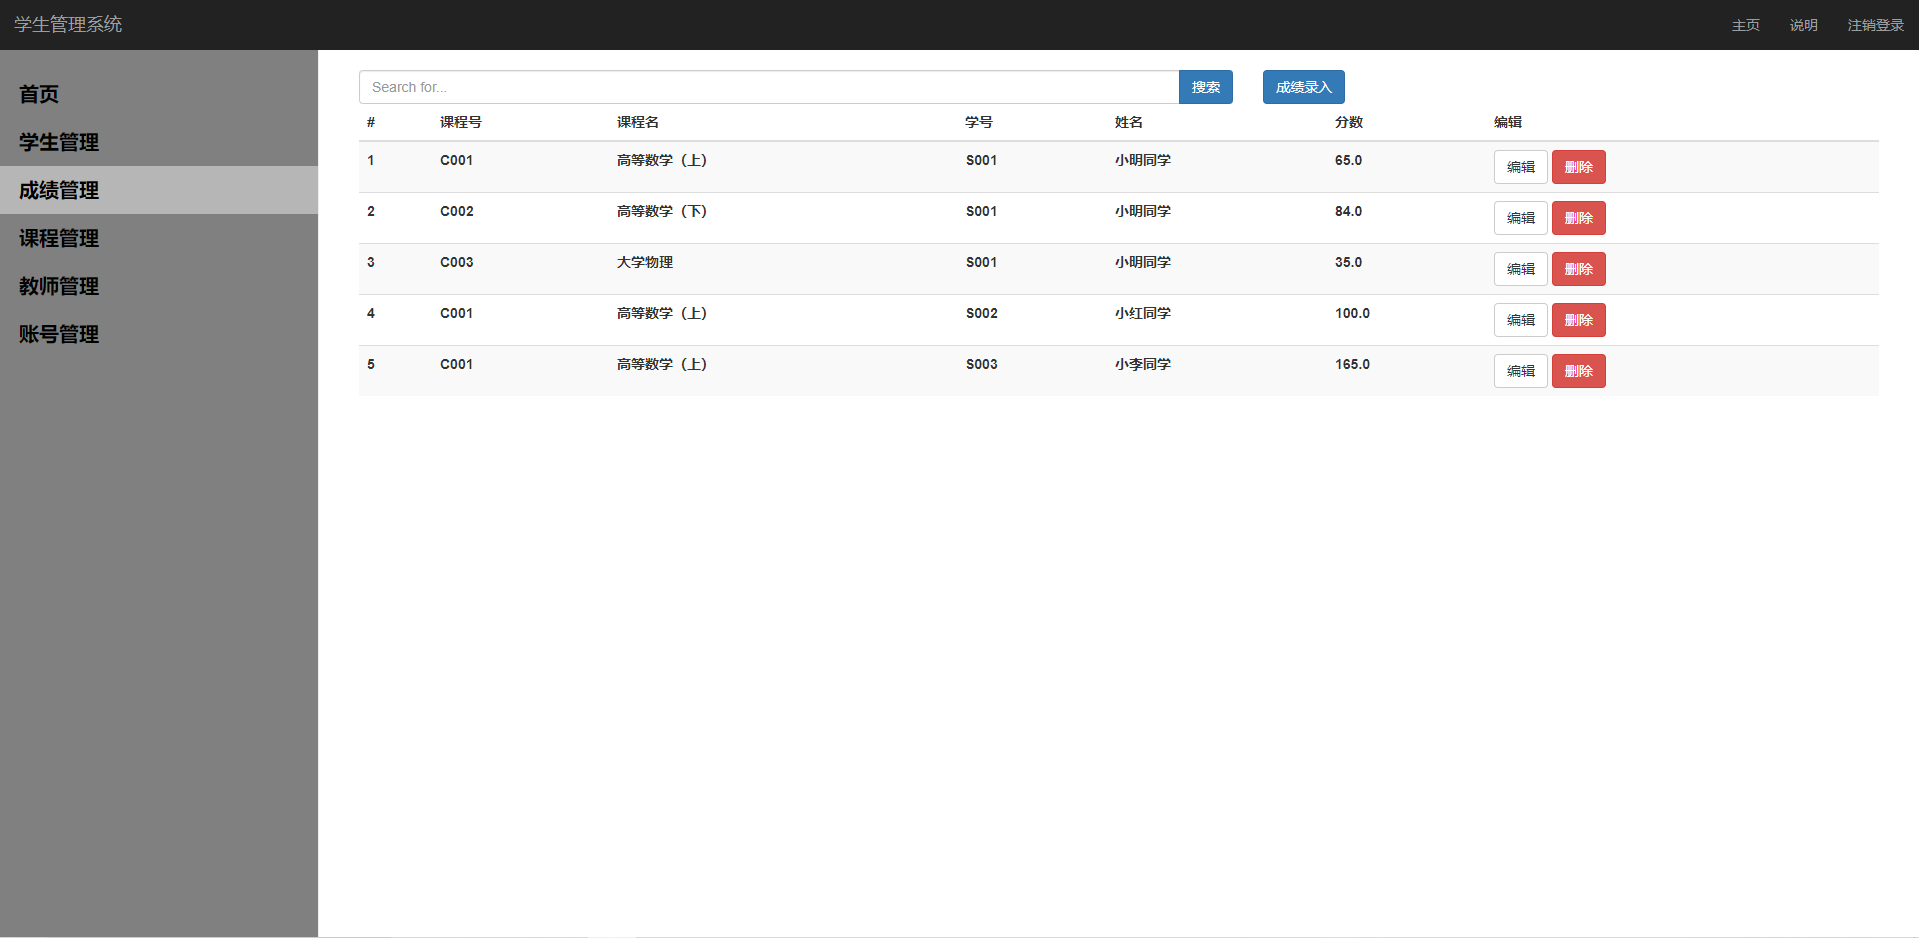 学生管理系统 主页 说明 注销登录
首页
学生管理
成绩管理
课程管理
教师管理
账号管理
Search for... 搜索 成绩录入
# 课程号 课程名 学号 姓名 分数 编辑
1 C001 高等数学（上） S001 小明同学 65.0 编辑 删除
2 C002 高等数学（下） S001 小明同学 84.0 编辑 删除
3 C003 大学物理 S001 小明同学 35.0 编辑 删除
4 C001 高等数学（上） S002 小红同学 100.0 编辑 删除
5 C001 高等数学（上） S003 小李同学 165.0 编辑 删除